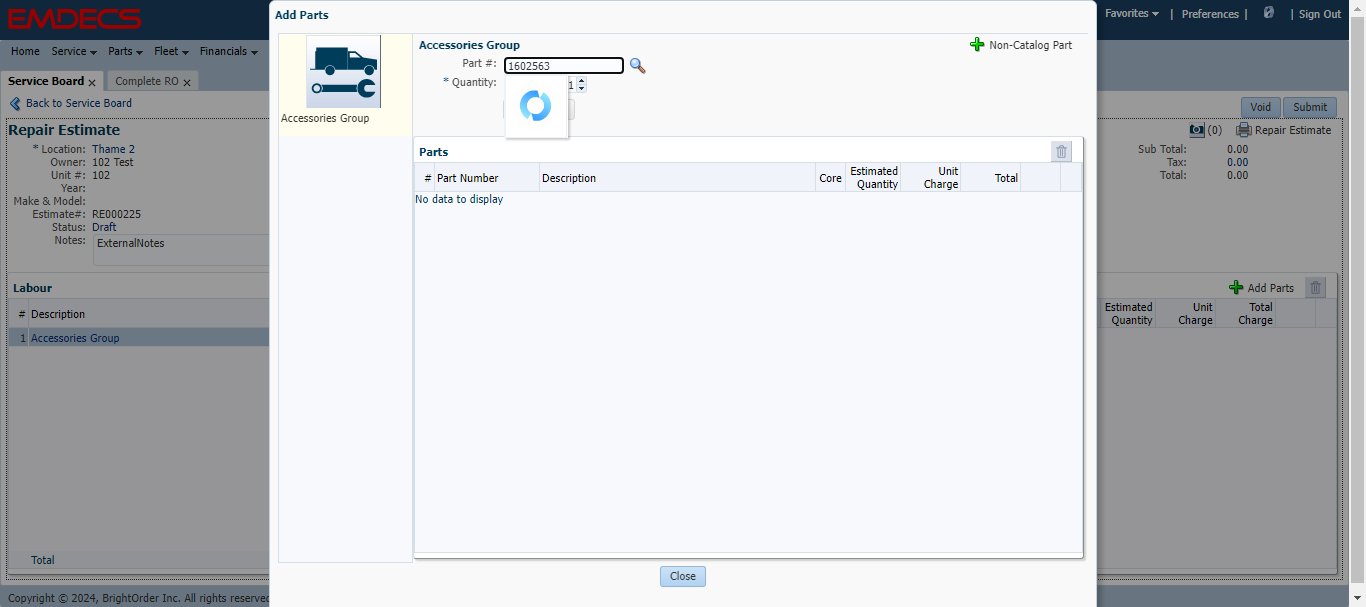 EMDECS
Favorites | Preferences | | Sign Out
Home Service Parts Fleet Financials
Service Board x Complete RO x
Back to Service Board
Void Submit
Repair Estimate
(0) Repair Estimate
* Location: Thame 2
Owner: 102 Test
Unit #: 102
Year:
Make & Model:
Estimate#: RE000225
Status: Draft
Notes: ExternalNotes
Sub Total: 0.00
Tax: 0.00
Total: 0.00
Labour
# Description
1 Accessories Group
Total
Add Parts
Estimated Quantity Unit Charge Total Charge
Add Parts
Accessories Group
Accessories Group
Non-Catalog Part
Part #: 1602563
* Quantity: 1
Parts
# Part Number Description Core Estimated Quantity Unit Charge Total
No data to display
Close
Copyright © 2024, BrightOrder Inc. All rights reserved